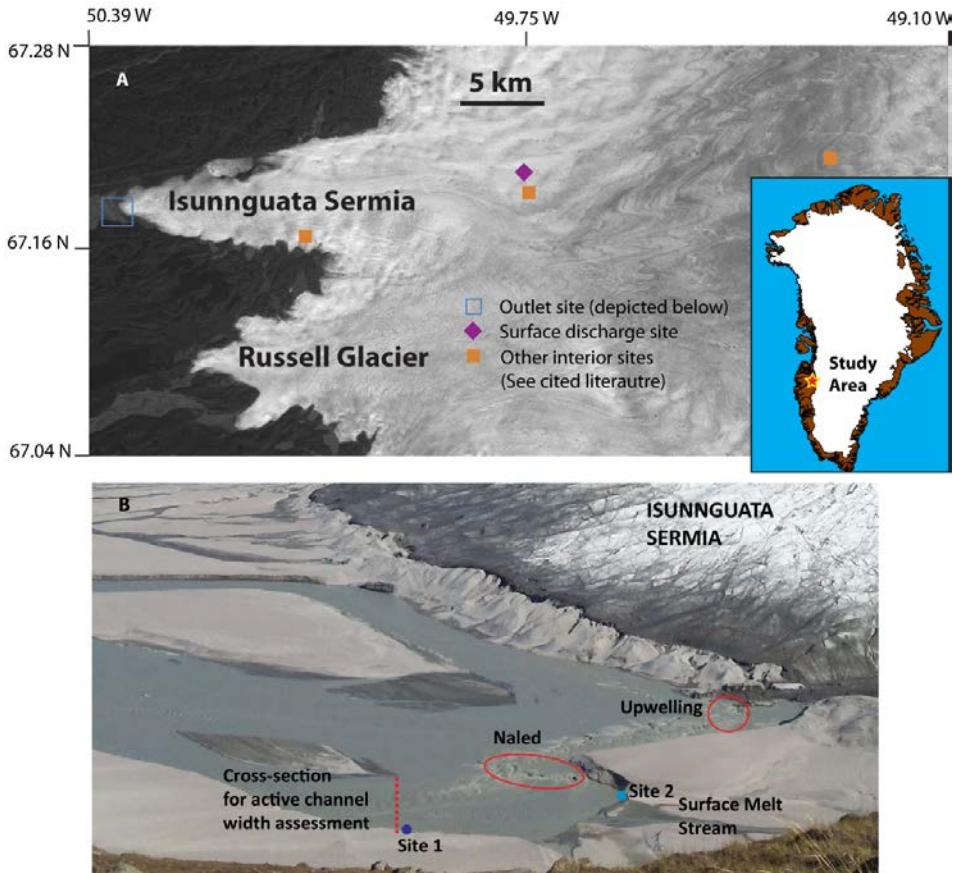 50.39 W
49.75 W
49.10 W
67.28 N
A
5 km
Isunnguata Sermia
67.16 N
Outlet site (depicted below)
Surface discharge site
Russell Glacier
Other interior sites
(See cited literautre)
Study
Area
67.04 N
B
ISUNNGUATA
SERMIA
Upwelling
Naled
Cross-section
for active channel
width assessment
Site 2
Surface Melt
Stream
Site 1